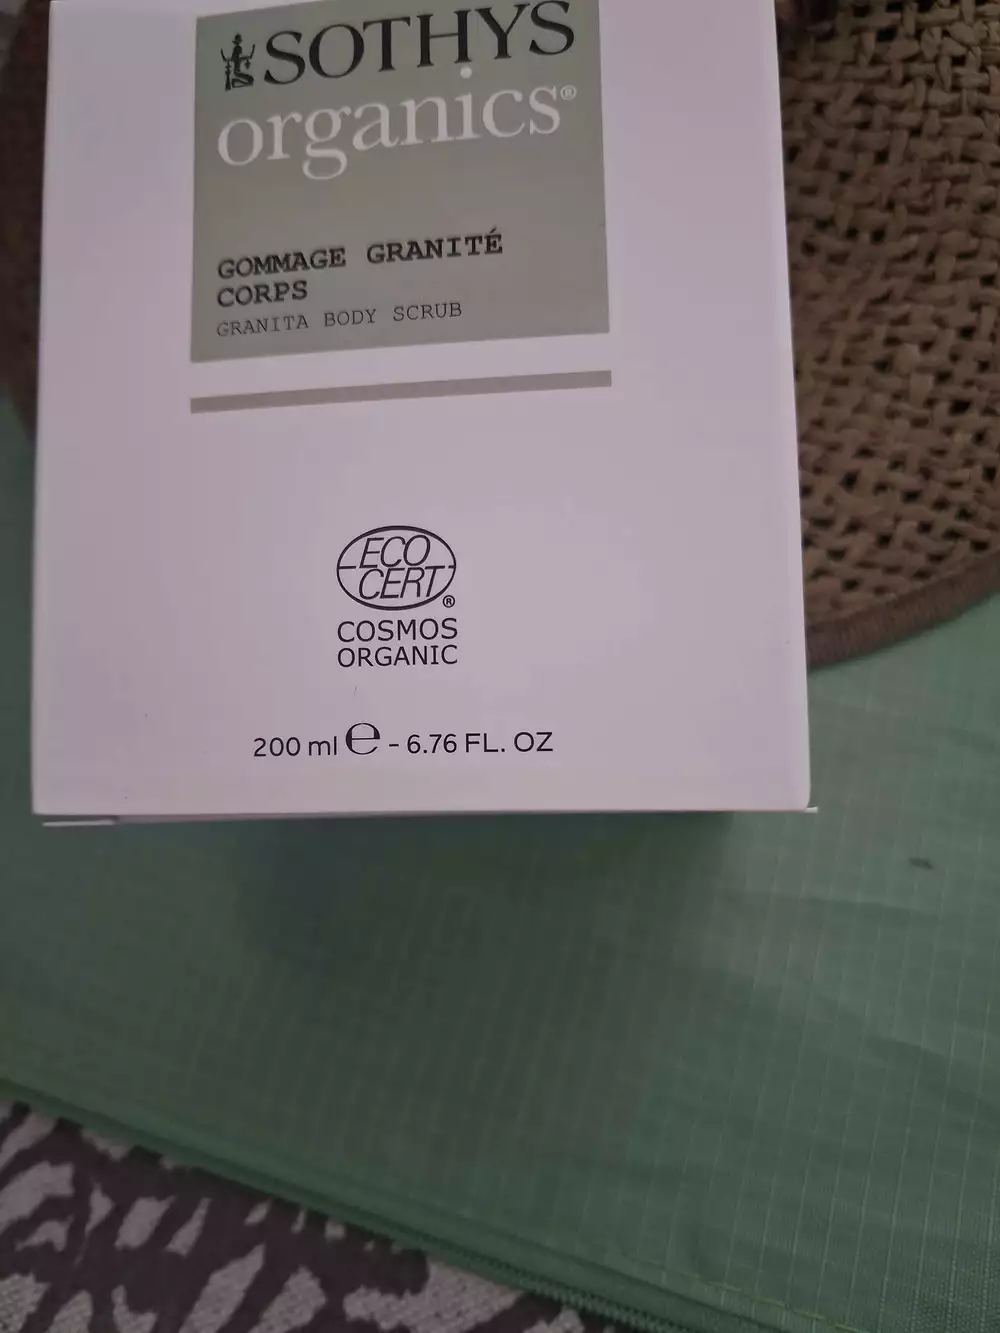 SOTHYS
organics®
GOMMAGE GRANITÉ
CORPS
GRANITA BODY SCRUB
ECO
CERT®
COSMOS
ORGANIC
200 ml ℮ - 6.76 FL. OZ